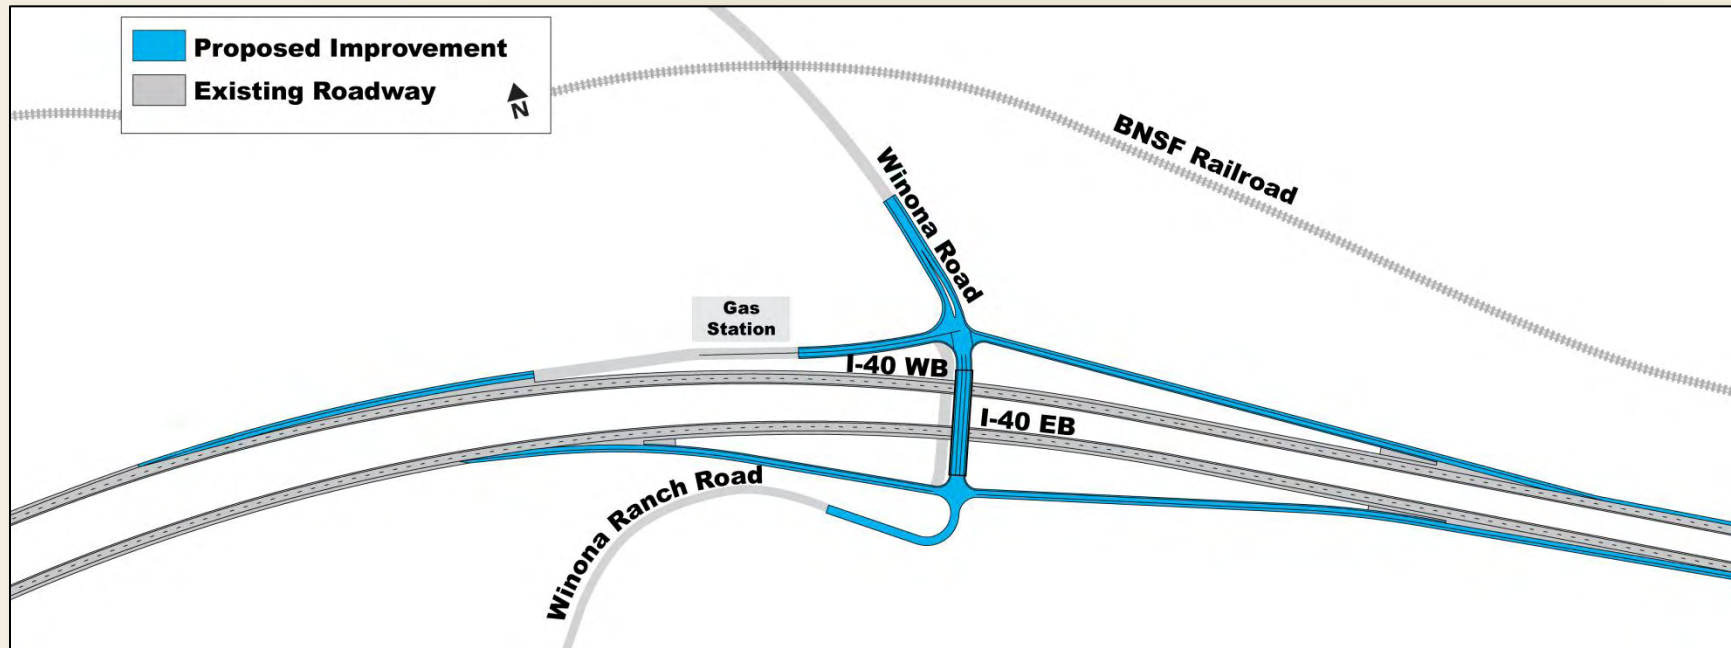 Proposed Improvement
Existing Roadway
N
BNSF Railroad
Winona Road
Gas
Station
I-40 WB
I-40 EB
Winona Ranch Road